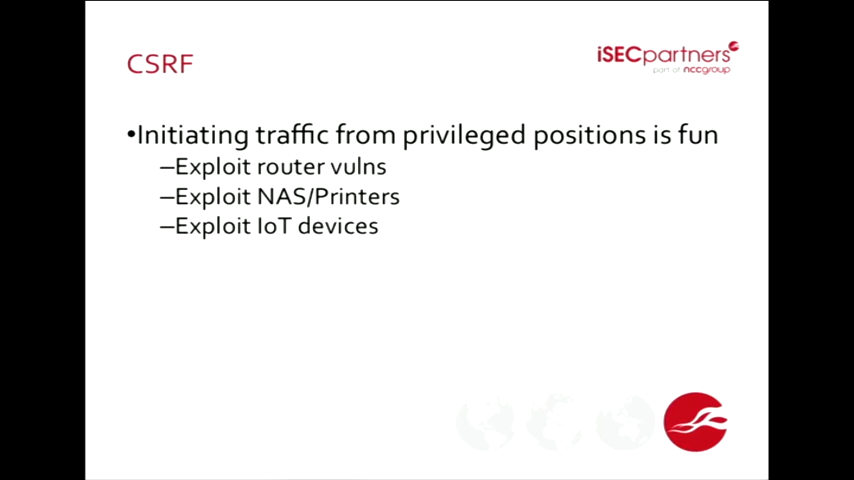 CSRF
iSECpartners
part of nccgroup
•Initiating traffic from privileged positions is fun
–Exploit router vulns
–Exploit NAS/Printers
–Exploit IoT devices